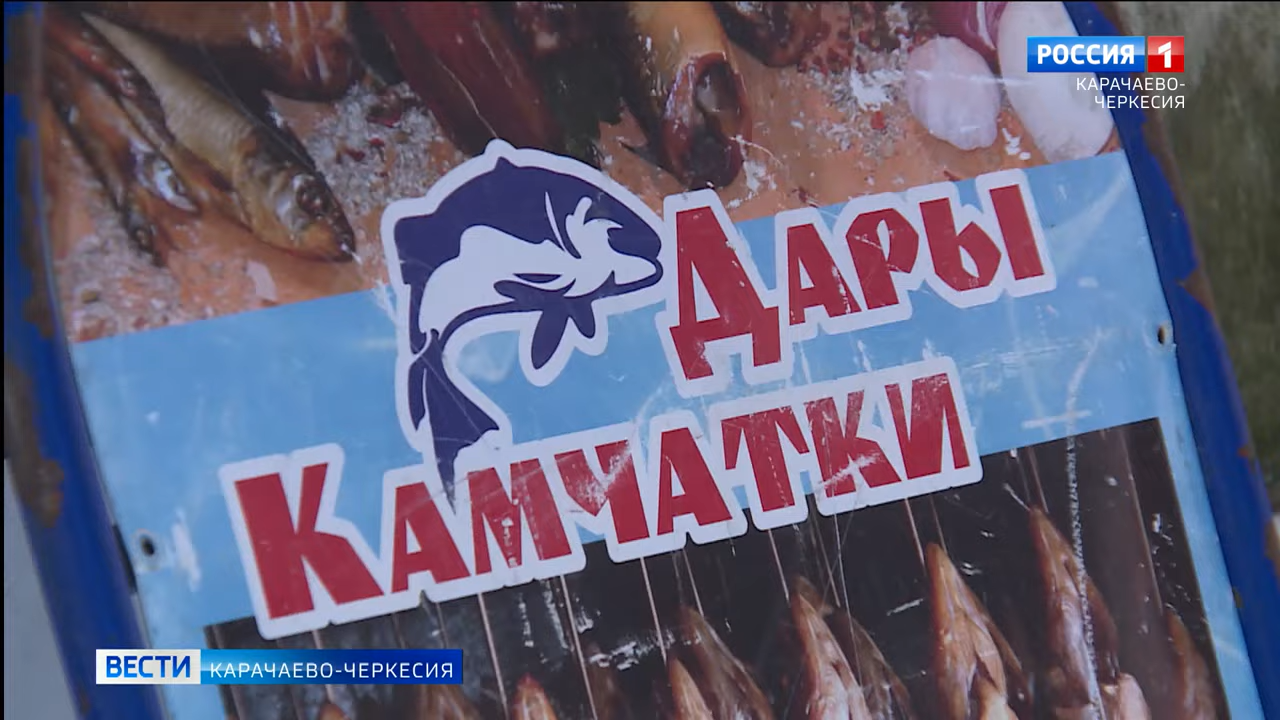 РОССИЯ 1
КАРАЧАЕВО-
ЧЕРКЕСИЯ
ДАРЫ
КАМЧАТКИ
ВЕСТИ КАРАЧАЕВО-ЧЕРКЕСИЯ